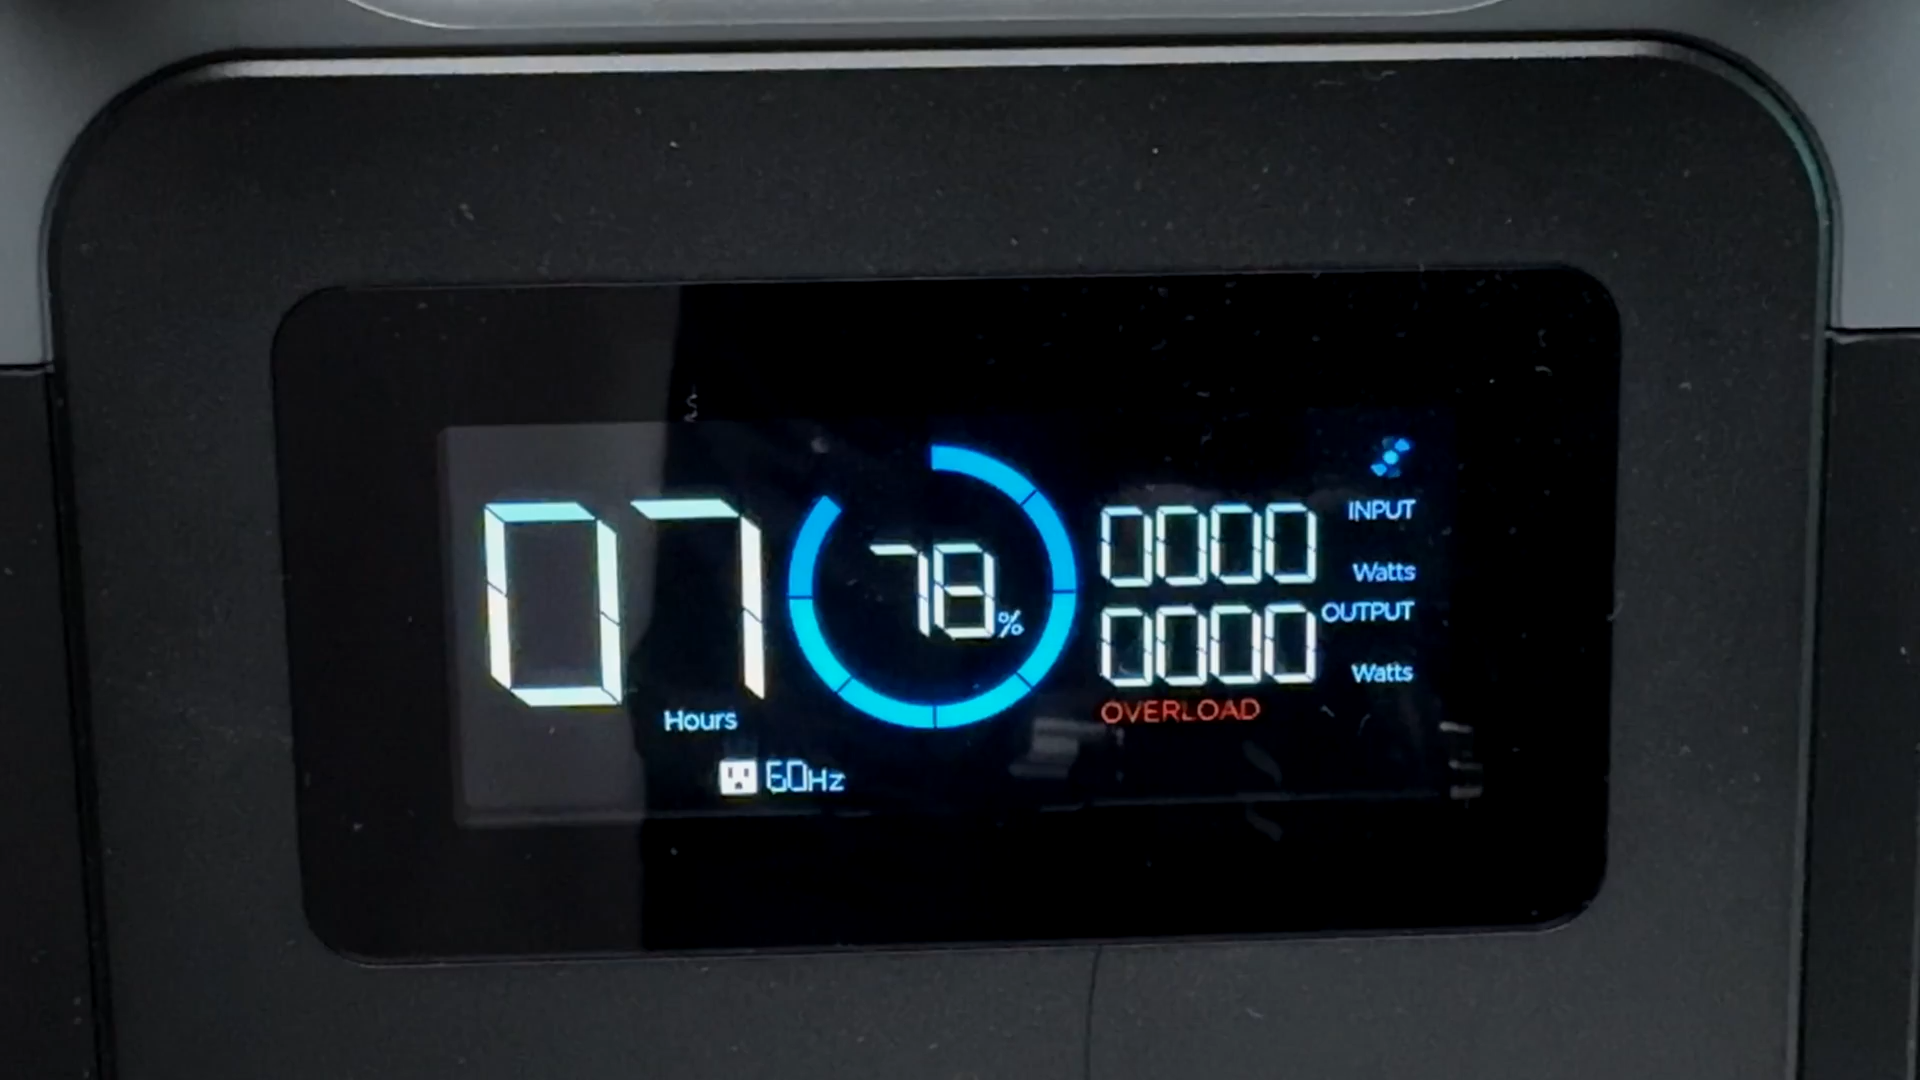 07
Hours
60Hz
78%
0000
INPUT
Watts
0000
OUTPUT
Watts
OVERLOAD